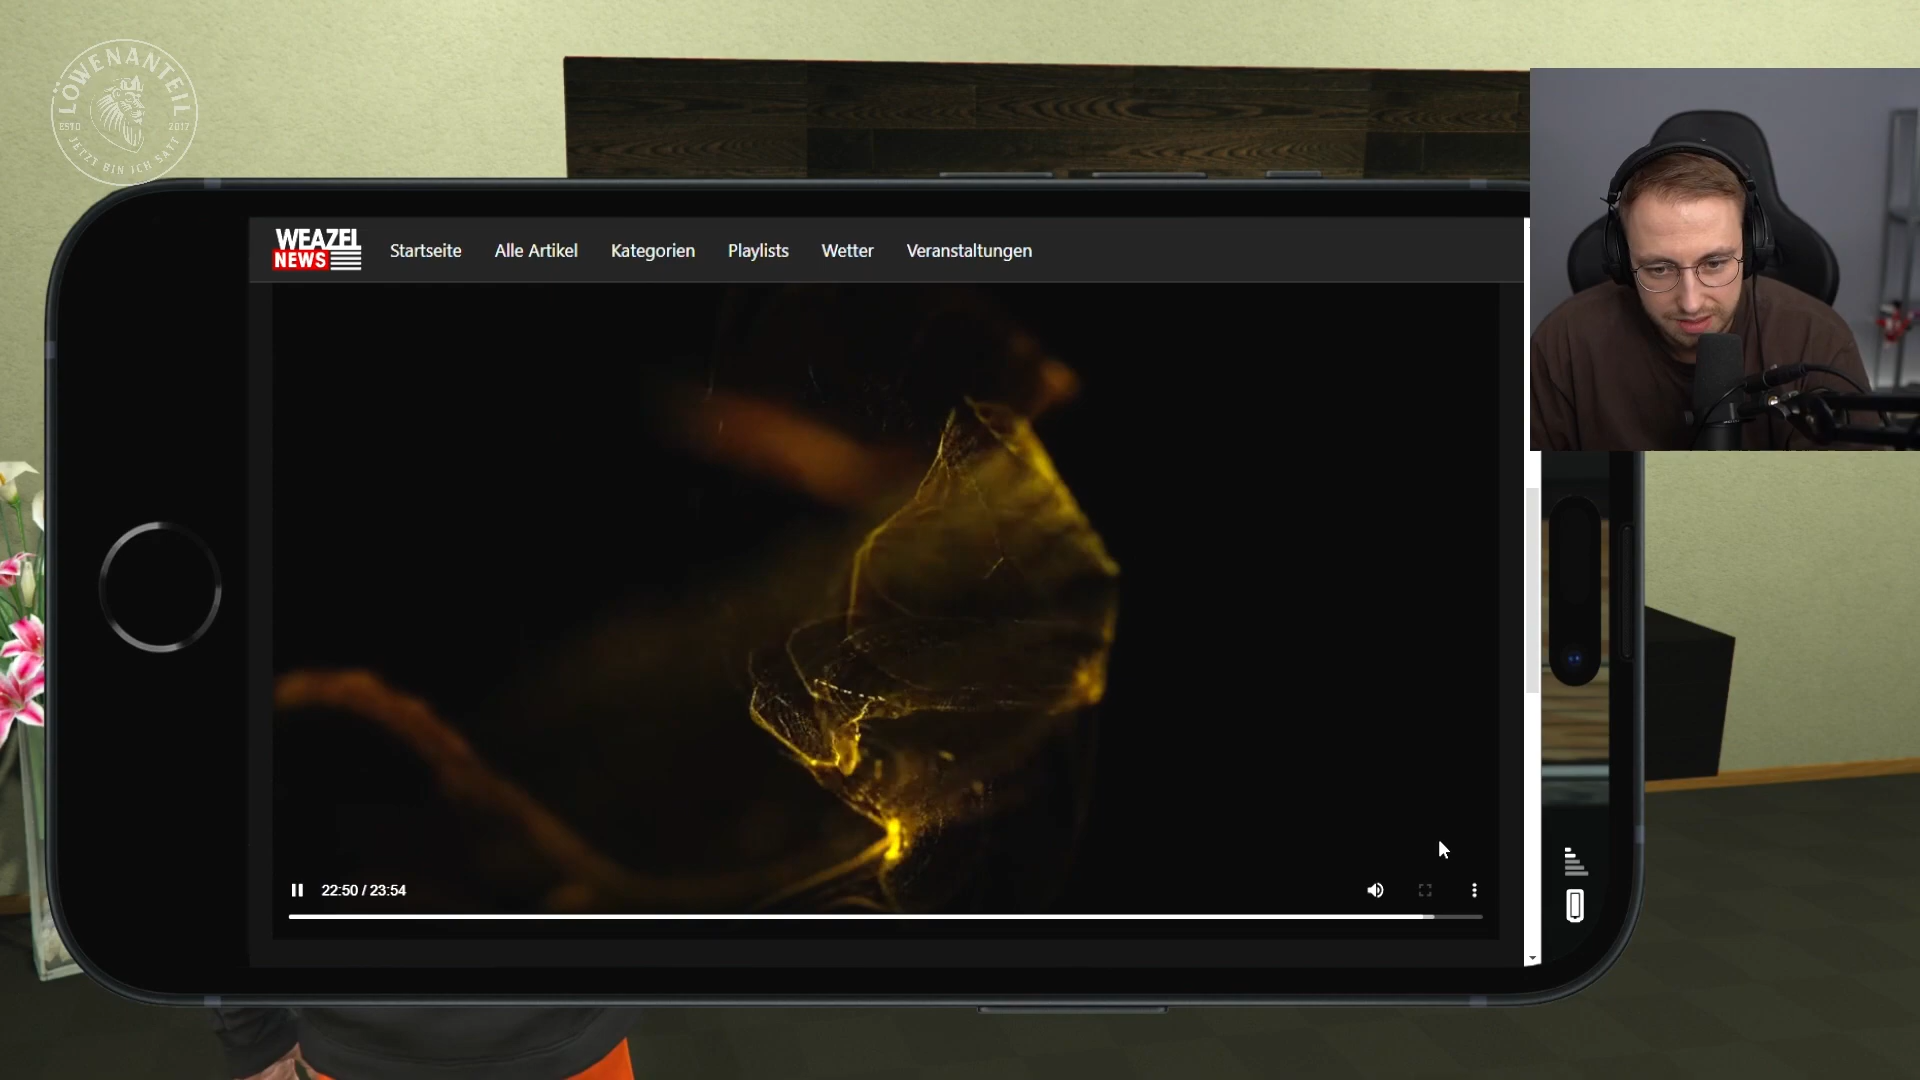 LÖWENANTEIL
ESTD 2017
JETZT BIN ICH SATT
WEAZEL
NEWS
Startseite
Alle Artikel
Kategorien
Playlists
Wetter
Veranstaltungen
22:50 / 23:54